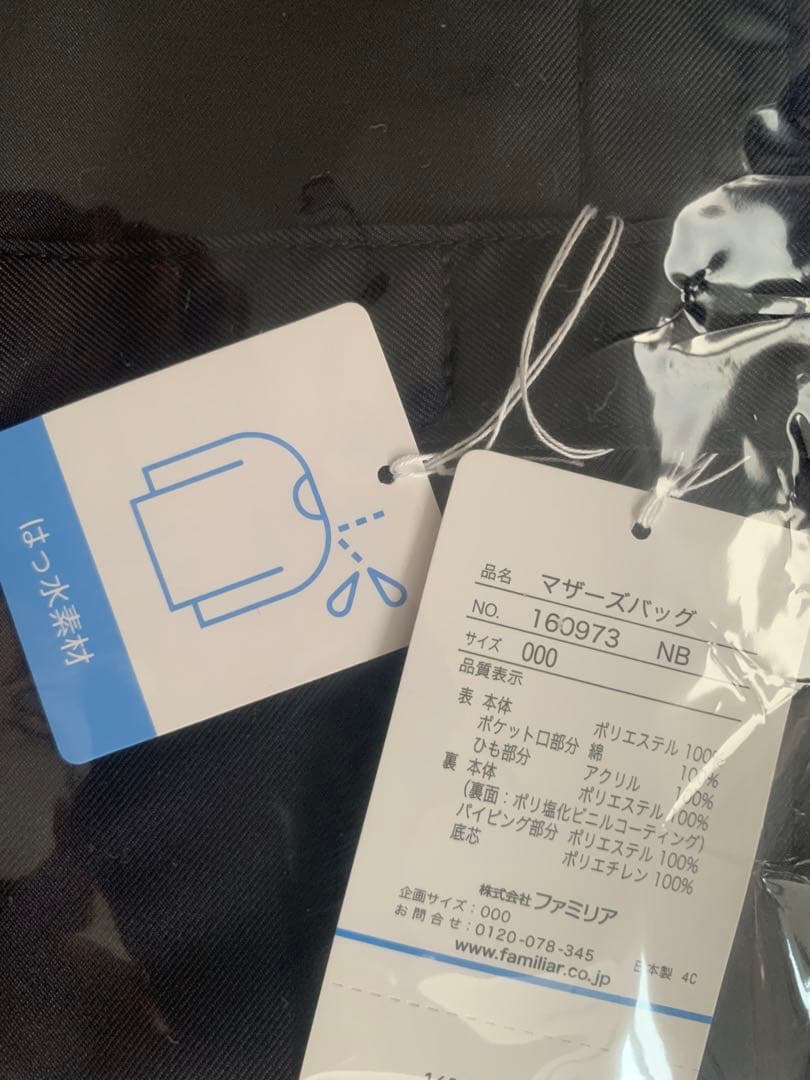 はっ水素材
品名 マザーズバッグ
NO. 160973 NB
サイズ 000
品質表示
表 本体 ポリエステル 100%
ポケット口部分 綿 100%
ひも部分 アクリル 100%
裏 本体 ポリエステル 100%
(裏面:ポリ塩化ビニルコーティング)
パイピング部分 ポリエステル 100%
底芯 ポリエチレン 100%
株式会社 ファミリア
企画サイズ:000
お問合せ:0120-078-345
www.familiar.co.jp 日本製 4C